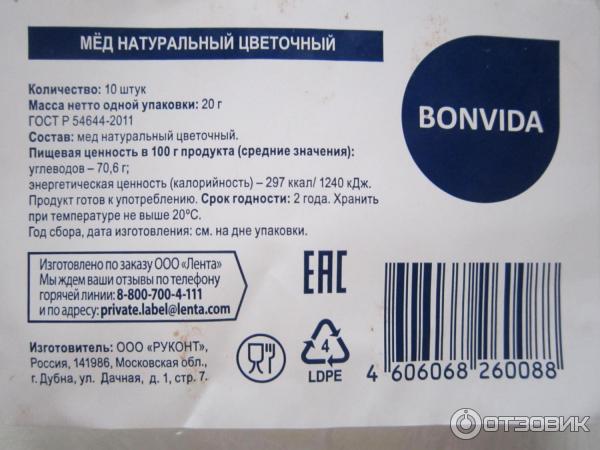 МЁД НАТУРАЛЬНЫЙ ЦВЕТОЧНЫЙ
Количество: 10 штук
Масса нетто одной упаковки: 20 г
ГОСТ Р 54644-2011
Состав: мед натуральный цветочный.
Пищевая ценность в 100 г продукта (средние значения):
углеводов – 70,6 г;
энергетическая ценность (калорийность) – 297 ккал/ 1240 кДж.
Продукт готов к употреблению. Срок годности: 2 года. Хранить
при температуре не выше 20°С.
Год сбора, дата изготовления: см. на дне упаковки.
BONVIDA
Изготовлено по заказу ООО «Лента»
Мы ждем ваши отзывы по телефону
горячей линии: 8-800-700-4-111
и по адресу: private.label@lenta.com
EAC
Изготовитель: ООО «РУКОНТ»,
Россия, 141986, Московская обл.,
г. Дубна, ул. Дачная, д. 1, стр. 7.
4
LDPE
4 606068 260088
ОТЗОВИК